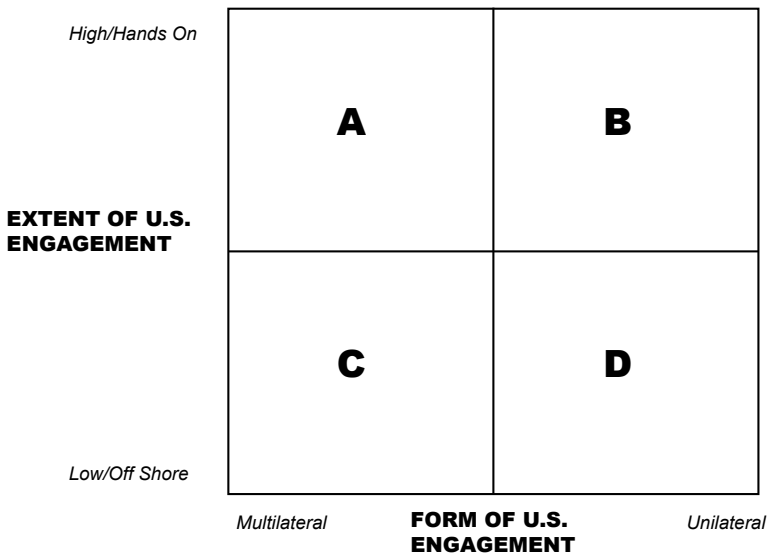 High/Hands On
A
B
EXTENT OF U.S.
ENGAGEMENT
C
D
Low/Off Shore
Multilateral
FORM OF U.S.
ENGAGEMENT
Unilateral